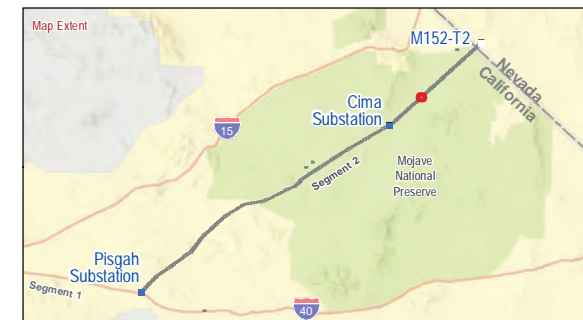 Map Extent
M152-T2
Nevada
California
Cima
Substation
15
Segment 2
Mojave
National
Preserve
Pisgah
Substation
Segment 1
40